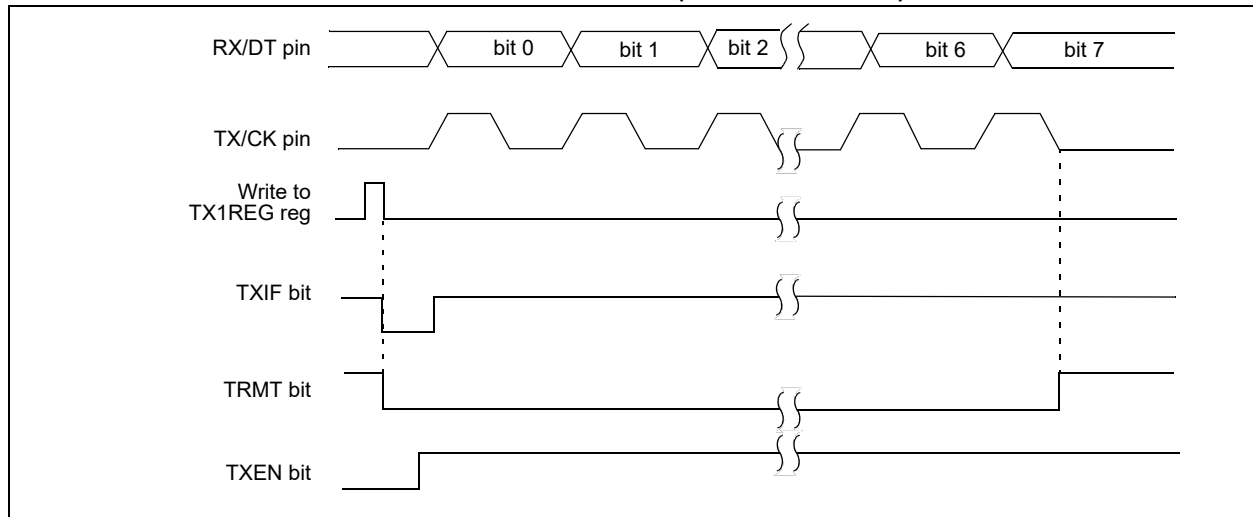 RX/DT pin
bit 0
bit 1
bit 2
bit 6
bit 7
TX/CK pin
Write to
TX1REG reg
TXIF bit
TRMT bit
TXEN bit